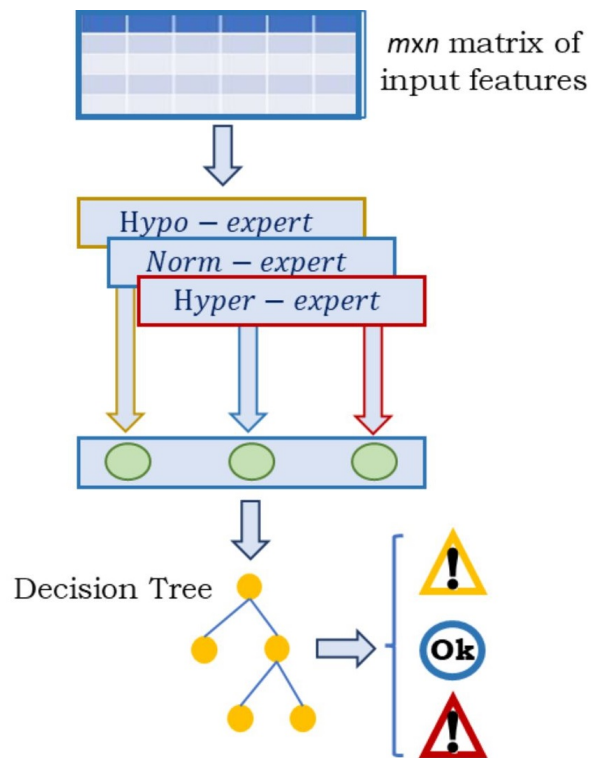 mxn matrix of
input features
Hypo − expert
Norm − expert
Hyper − expert
Decision Tree
!
Ok
!